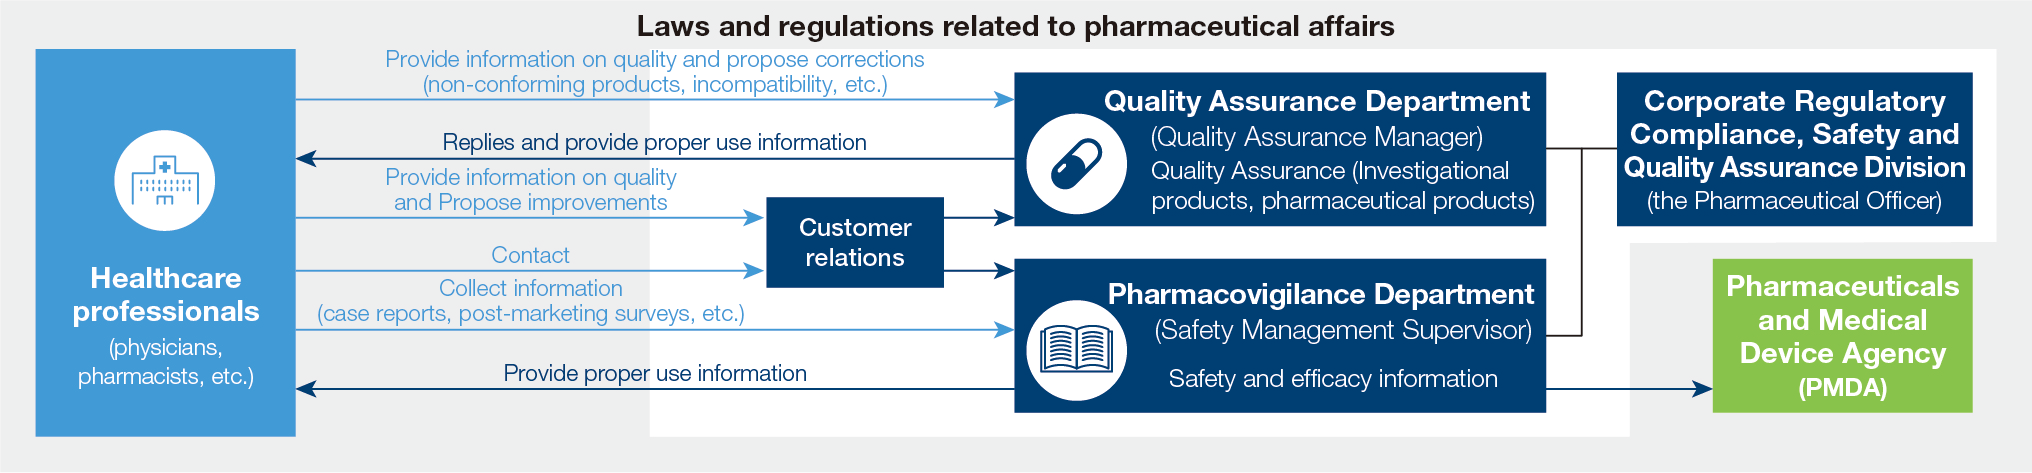 Laws and regulations related to pharmaceutical affairs
Healthcare
professionals
(physicians,
pharmacists, etc.)
Provide information on quality and propose corrections
(non-conforming products, incompatibility, etc.)
Replies and provide proper use information
Provide information on quality
and Propose improvements
Contact
Collect information
(case reports, post-marketing surveys, etc.)
Provide proper use information
Customer
relations
Quality Assurance Department
(Quality Assurance Manager)
Quality Assurance (Investigational
products, pharmaceutical products)
Pharmacovigilance Department
(Safety Management Supervisor)
Safety and efficacy information
Corporate Regulatory
Compliance, Safety and
Quality Assurance Division
(the Pharmaceutical Officer)
Pharmaceuticals
and Medical
Device Agency
(PMDA)